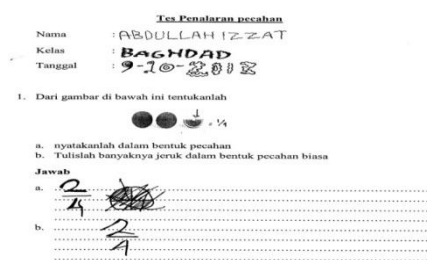 Tes Penalaran pecahan
Nama : ABDULLAH IZZAT
Kelas : BAGHDAD
Tanggal : 9-10-2018
1. Dari gambar di bawah ini tentukanlah
= ¼
a. nyatakanlah dalam bentuk pecahan
b. Tulislah banyaknya jeruk dalam bentuk pecahan biasa
Jawab
a. 2/4
b. 2/4